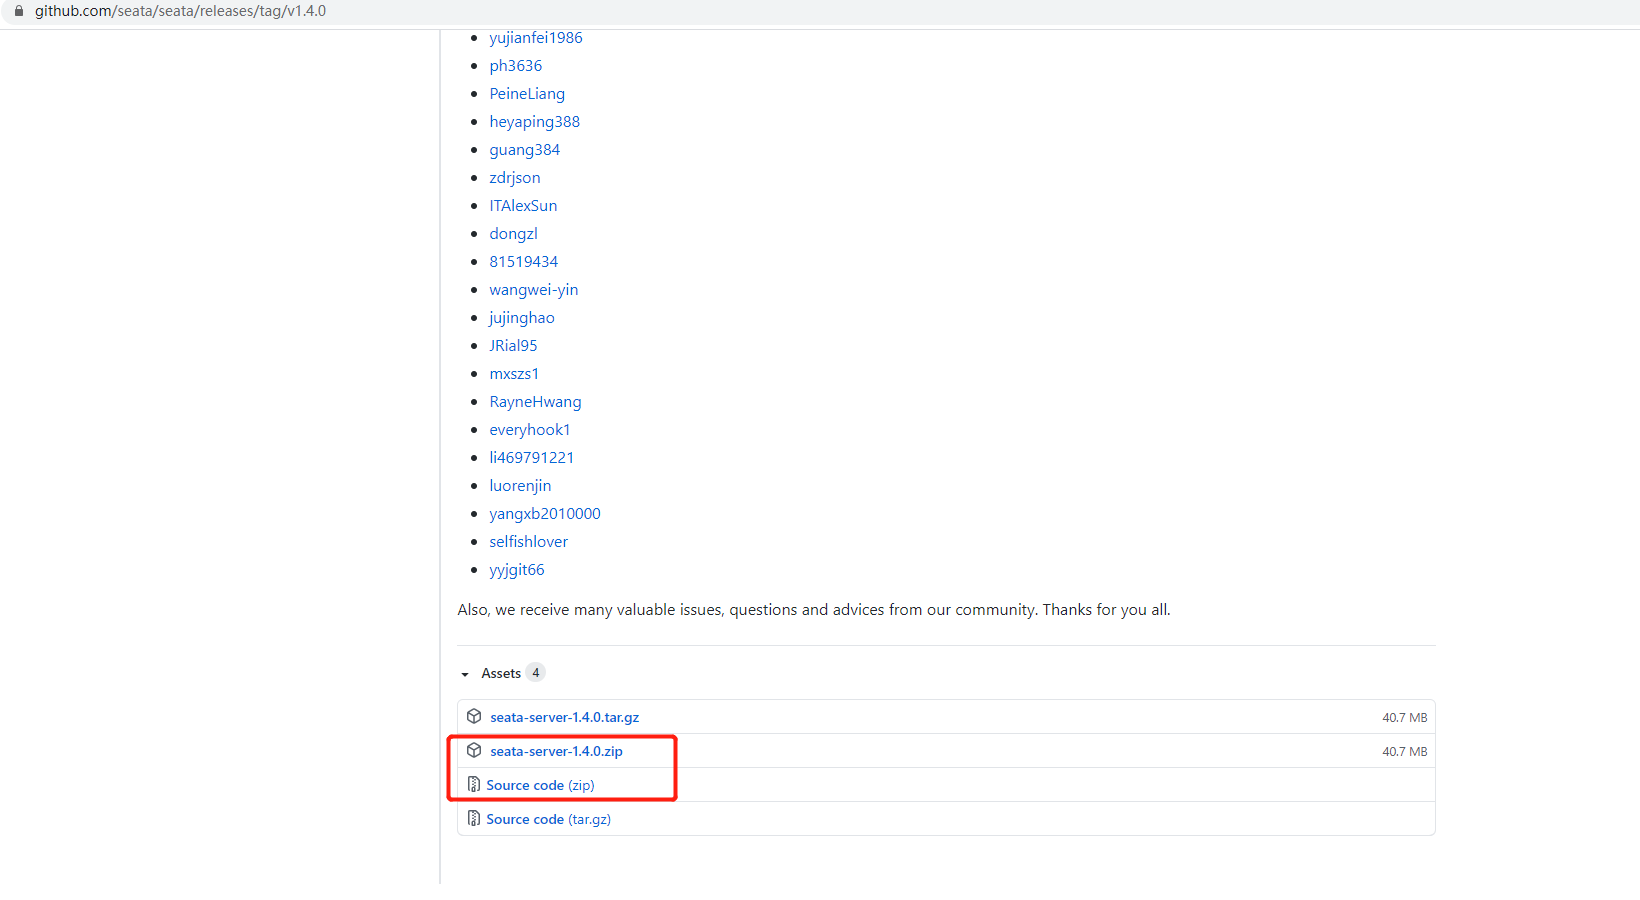 github.com/seata/seata/releases/tag/v1.4.0
yujianfei1986
ph3636
PeineLiang
heyaping388
guang384
zdrjson
ITAlexSun
dongzl
81519434
wangwei-yin
jujinghao
JRial95
mxszs1
RayneHwang
everyhook1
li469791221
luorenjin
yangxb2010000
selfishlover
yyjgit66
Also, we receive many valuable issues, questions and advices from our community. Thanks for you all.
Assets 4
seata-server-1.4.0.tar.gz 40.7 MB
seata-server-1.4.0.zip 40.7 MB
Source code (zip)
Source code (tar.gz)